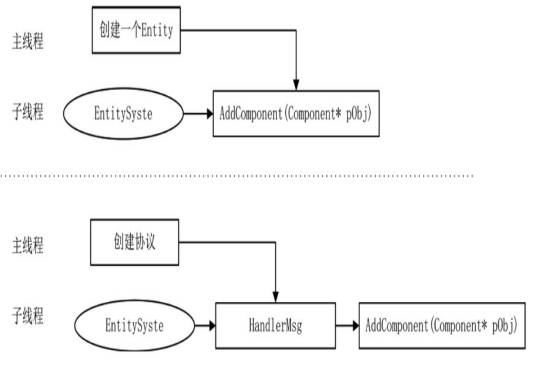 主线程
创建一个Entity
子线程
EntitySyste
AddComponent(Component* pObj)
主线程
创建协议
子线程
EntitySyste
HandlerMsg
AddComponent(Component* pObj)